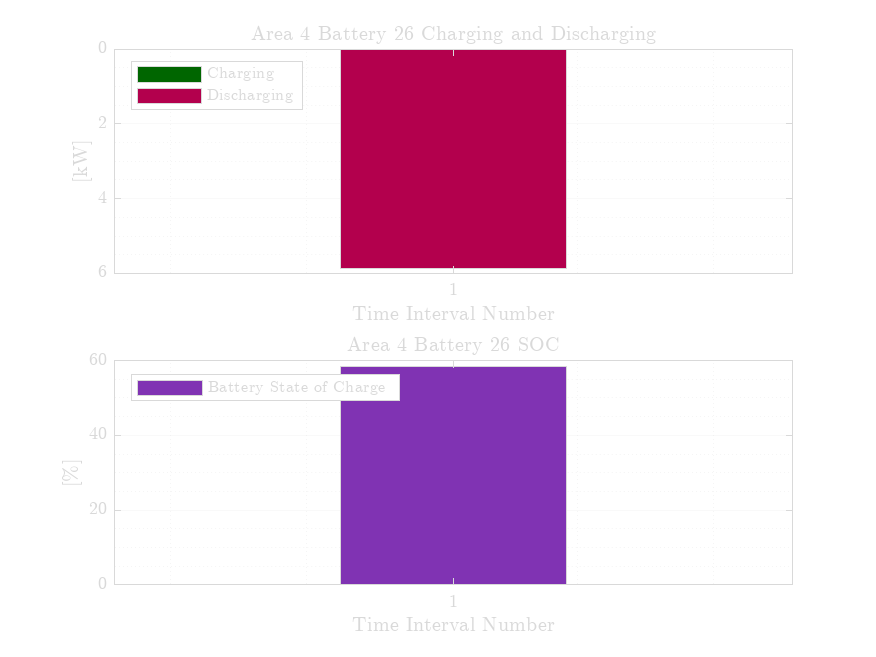 Area 4 Battery 26 Charging and Discharging
0
Charging
Discharging
2
[kW]
4
6
1
Time Interval Number
Area 4 Battery 26 SOC
60
Battery State of Charge
40
[%]
20
0
1
Time Interval Number